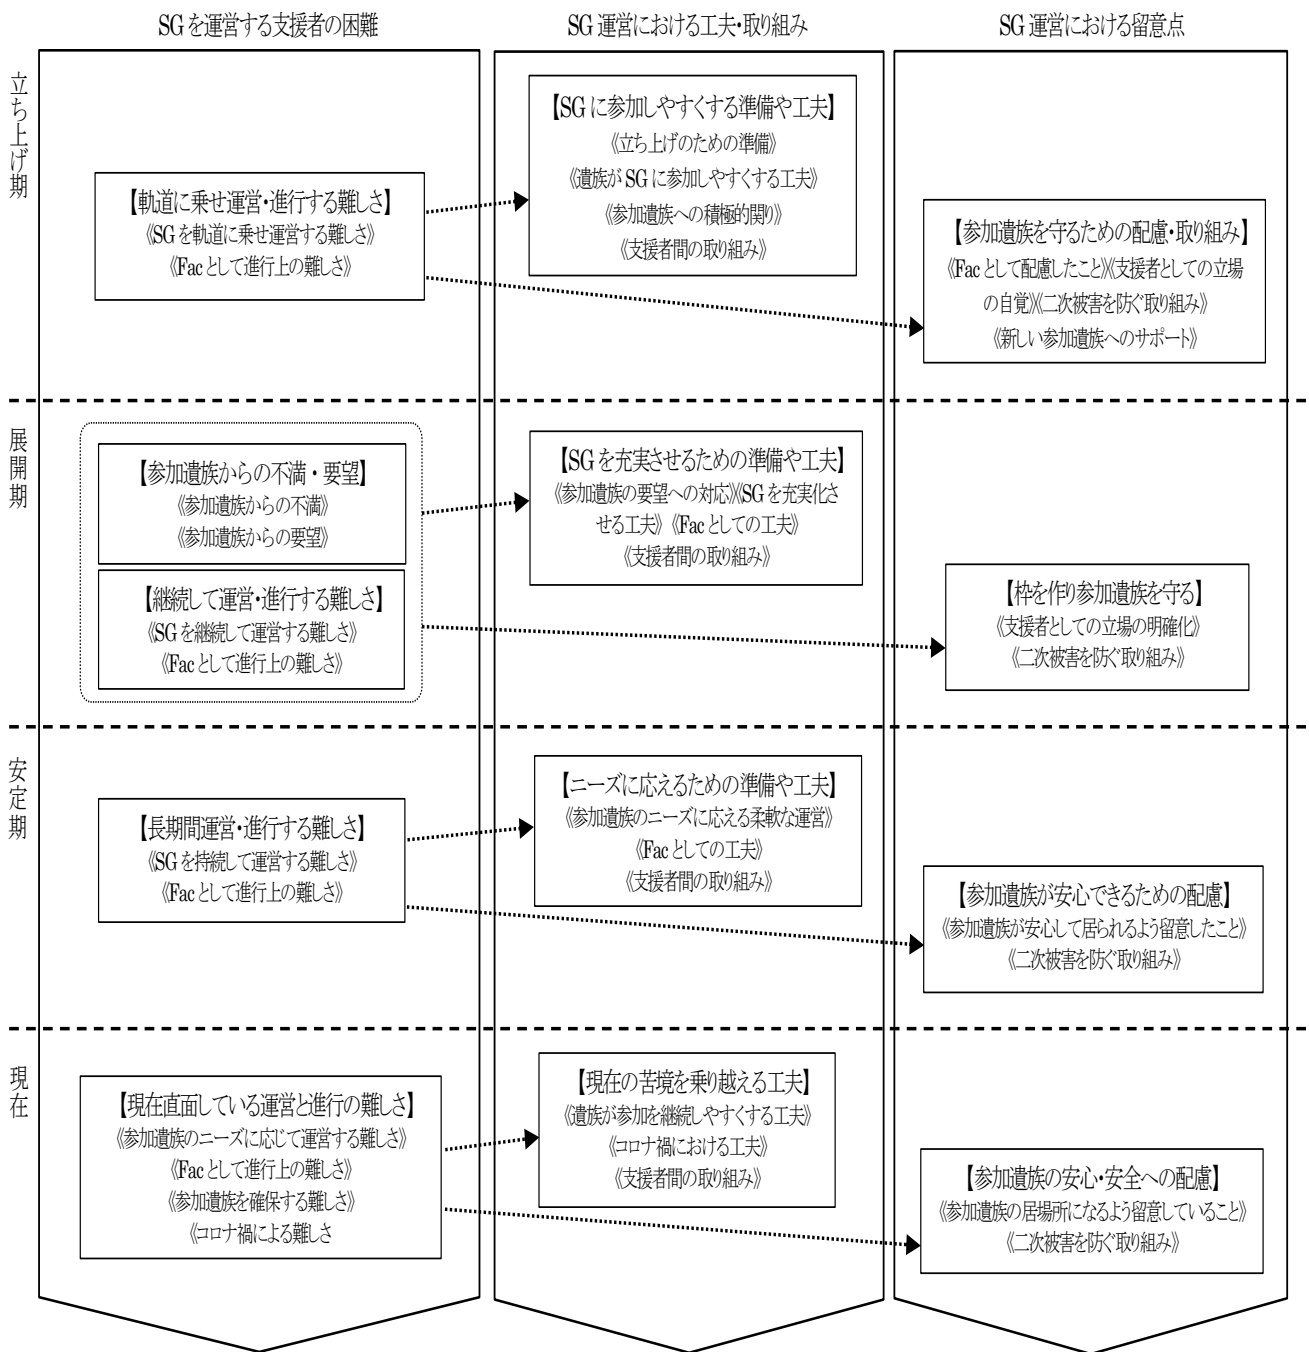 SGを運営する支援者の困難
SG運営における工夫・取り組み
SG運営における留意点
立ち上げ期
【軌道に乗せ運営・進行する難しさ】
《SGを軌道に乗せ運営する難しさ》
《Facとして進行上の難しさ》
【SGに参加しやすくする準備や工夫】
《立ち上げのための準備》
《遺族がSGに参加しやすくする工夫》
《参加遺族への積極的関り》
《支援者間の取り組み》
【参加遺族を守るための配慮・取り組み】
《Facとして配慮したこと》《支援者としての立場
の自覚》《二次被害を防ぐ取り組み》
《新しい参加遺族へのサポート》
展開期
【参加遺族からの不満・要望】
《参加遺族からの不満》
《参加遺族からの要望》
【継続して運営・進行する難しさ】
《SGを継続して運営する難しさ》
《Facとして進行上の難しさ》
【SGを充実させるための準備や工夫】
《参加遺族の要望への対応》《SGを充実化さ
せる工夫》《Facとしての工夫》
《支援者間の取り組み》
【枠を作り参加遺族を守る】
《支援者としての立場の明確化》
《二次被害を防ぐ取り組み》
安定期
【長期間運営・進行する難しさ】
《SGを持続して運営する難しさ》
《Facとして進行上の難しさ》
【ニーズに応えるための準備や工夫】
《参加遺族のニーズに応える柔軟な運営》
《Facとしての工夫》
《支援者間の取り組み》
【参加遺族が安心できるための配慮】
《参加遺族が安心して居られるよう留意したこと》
《二次被害を防ぐ取り組み》
現在
【現在直面している運営と進行の難しさ】
《参加遺族のニーズに応じて運営する難しさ》
《Facとして進行上の難しさ》
《参加遺族を確保する難しさ》
《コロナ禍による難しさ
【現在の苦境を乗り越える工夫】
《遺族が参加を継続しやすくする工夫》
《コロナ禍における工夫》
《支援者間の取り組み》
【参加遺族の安心・安全への配慮】
《参加遺族の居場所になるよう留意していること》
《二次被害を防ぐ取り組み》